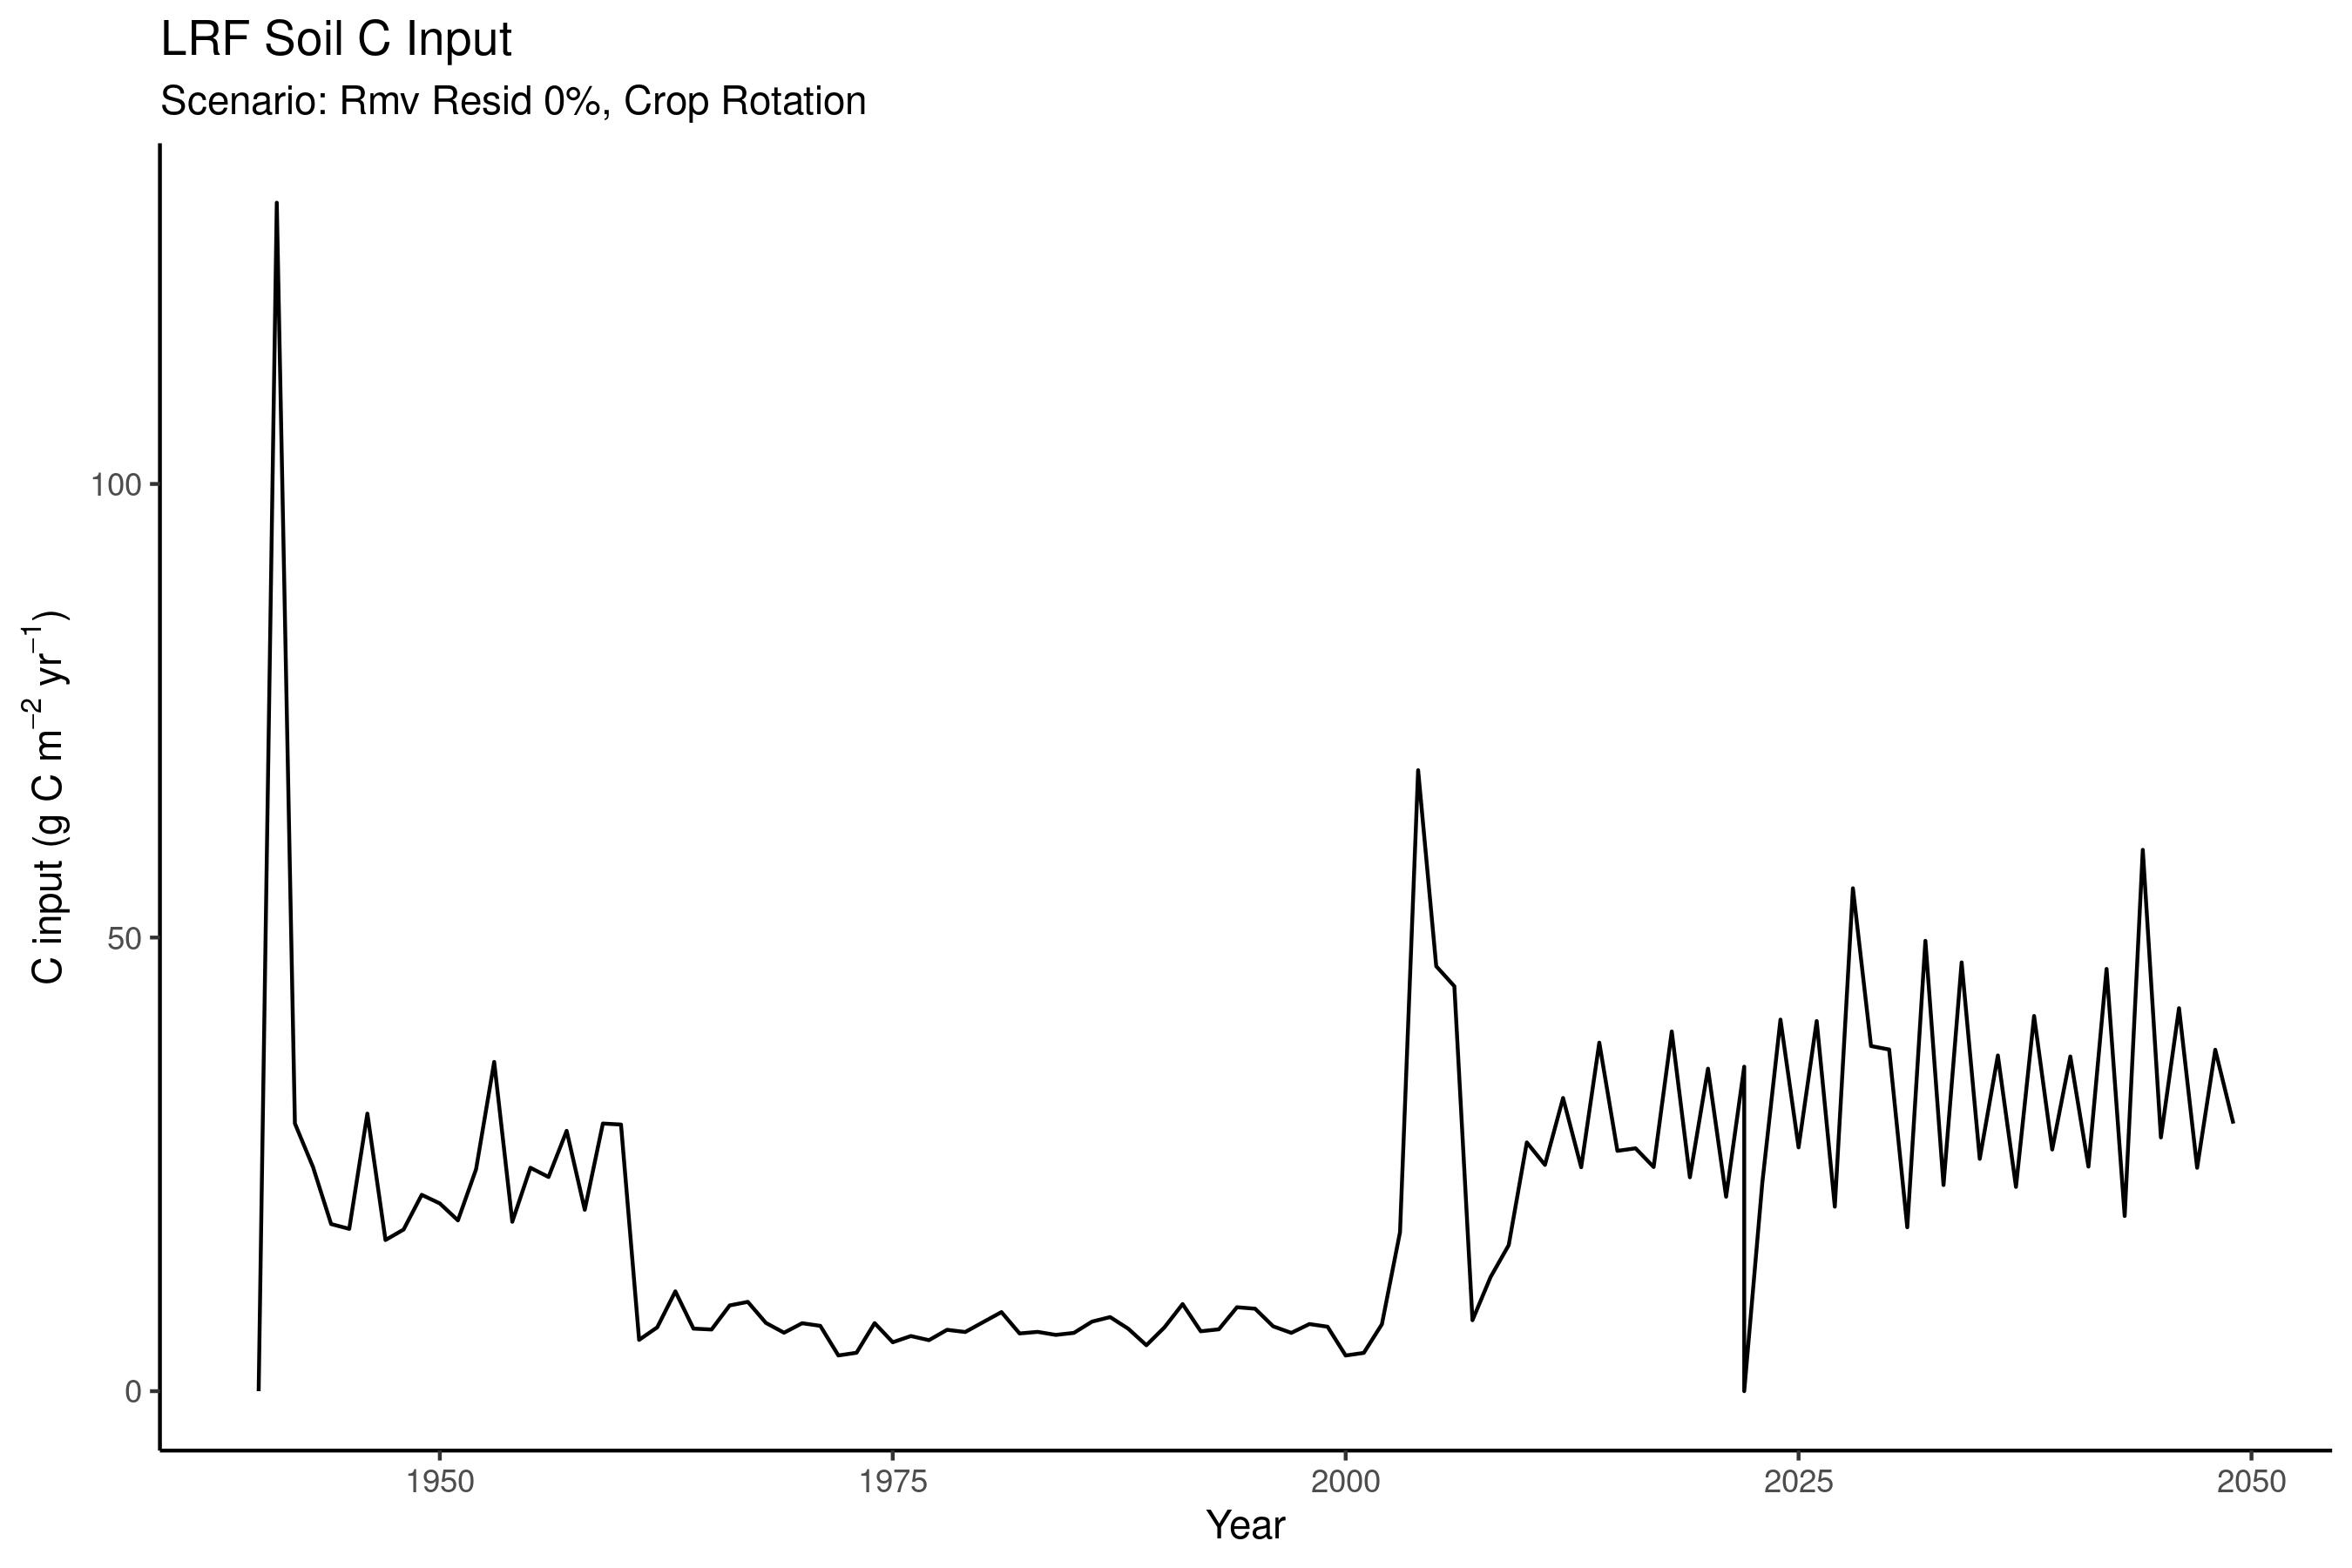 LRF Soil C Input
Scenario: Rmv Resid 0%, Crop Rotation
C input (g C m⁻² yr⁻¹)
100
50
0
1950 1975 2000 2025 2050
Year